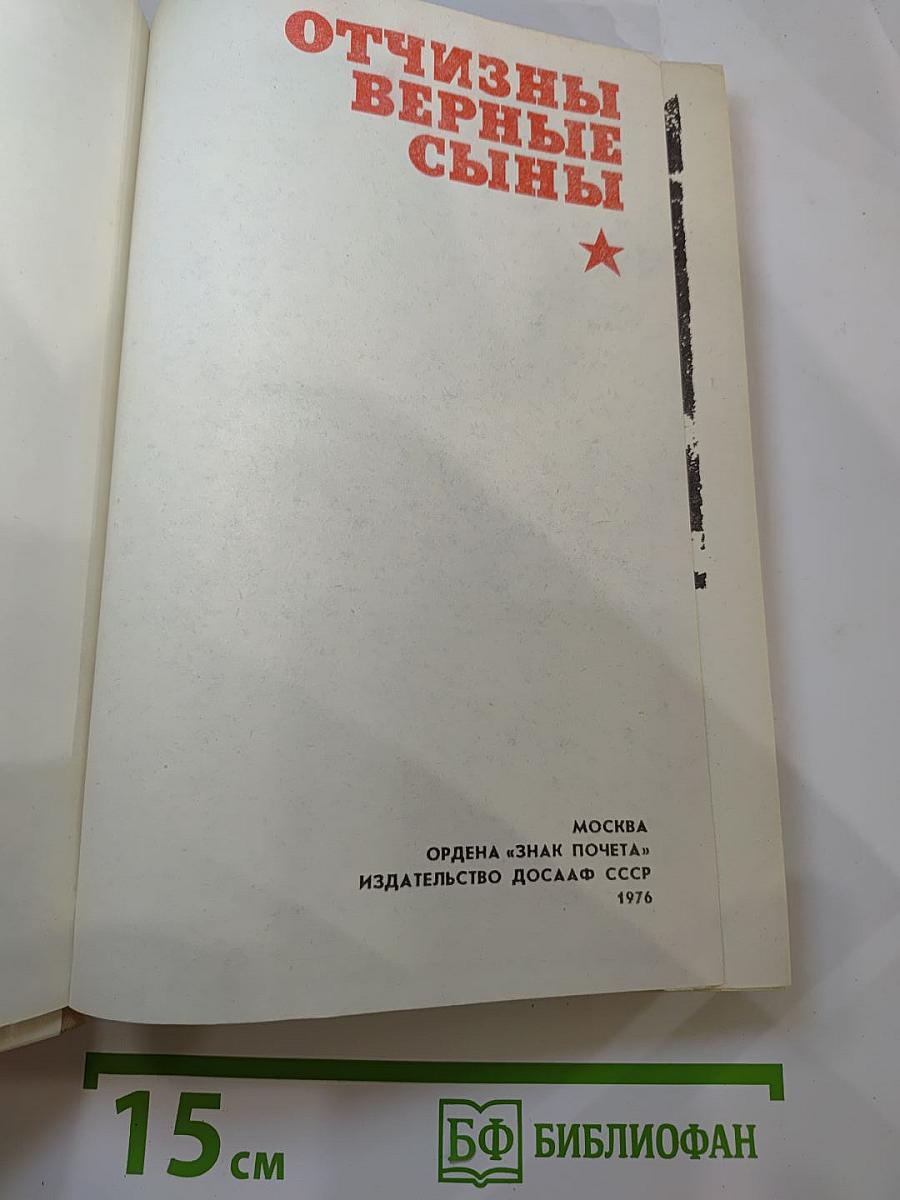 ОТЧИЗНЫ
ВЕРНЫЕ
СЫНЫ
МОСКВА
ОРДЕНА «ЗНАК ПОЧЕТА»
ИЗДАТЕЛЬСТВО ДОСААФ СССР
1976
15 см
БФ БИБЛИОФАН